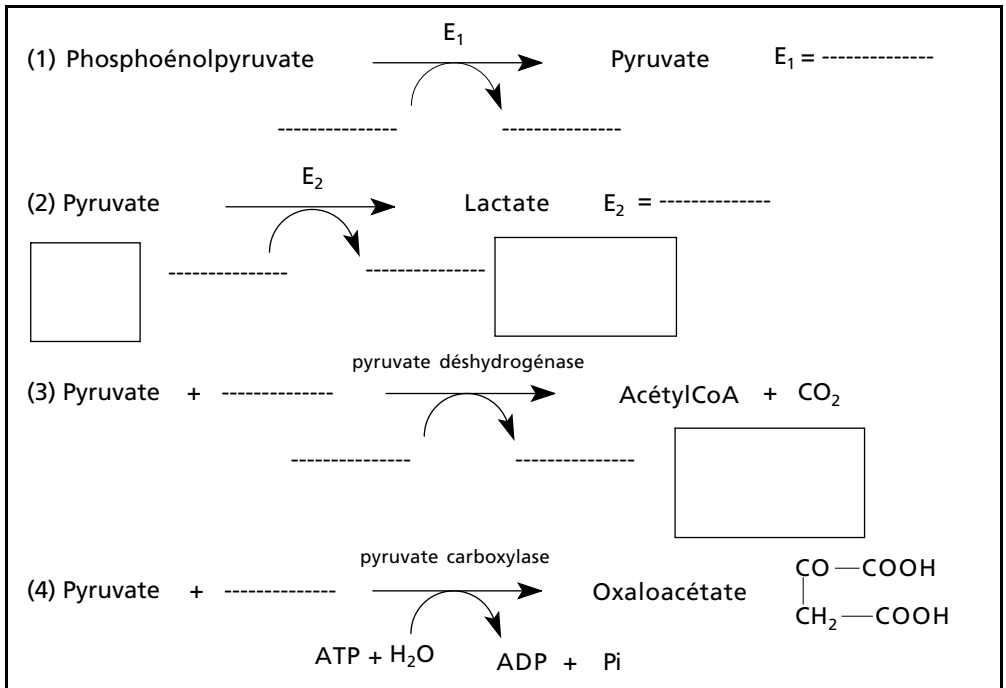 E₁
(1) Phosphoénolpyruvate Pyruvate E₁ = --------------
--------------- ---------------
E₂
(2) Pyruvate Lactate E₂ = --------------
--------------- ---------------
pyruvate déshydrogénase
(3) Pyruvate + -------------- AcétylCoA + CO₂
--------------- ---------------
pyruvate carboxylase
CO—COOH
(4) Pyruvate + -------------- Oxaloacétate
CH₂—COOH
ATP + H₂O ADP + Pi